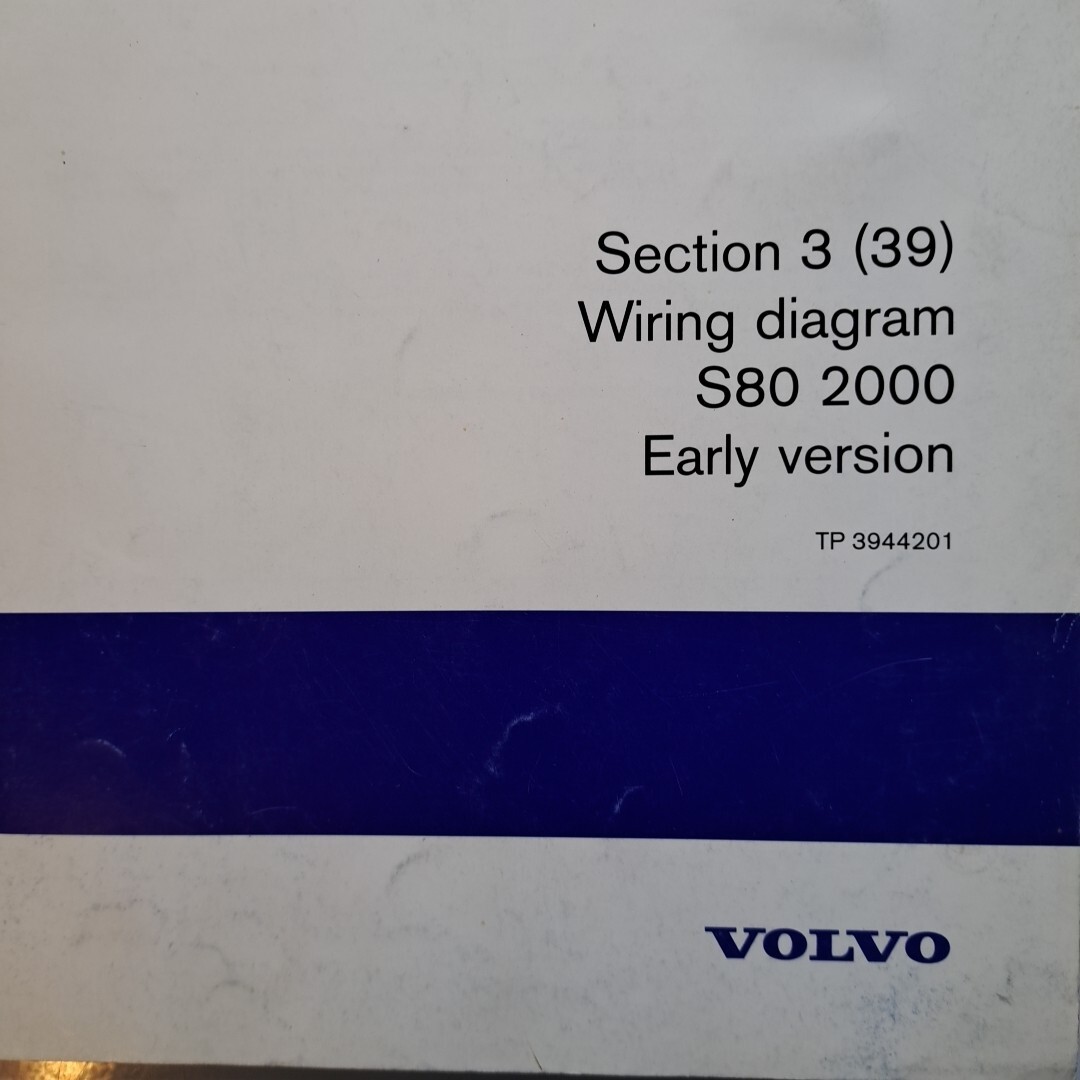 Section 3 (39)
Wiring diagram
S80 2000
Early version
TP 3944201
VOLVO